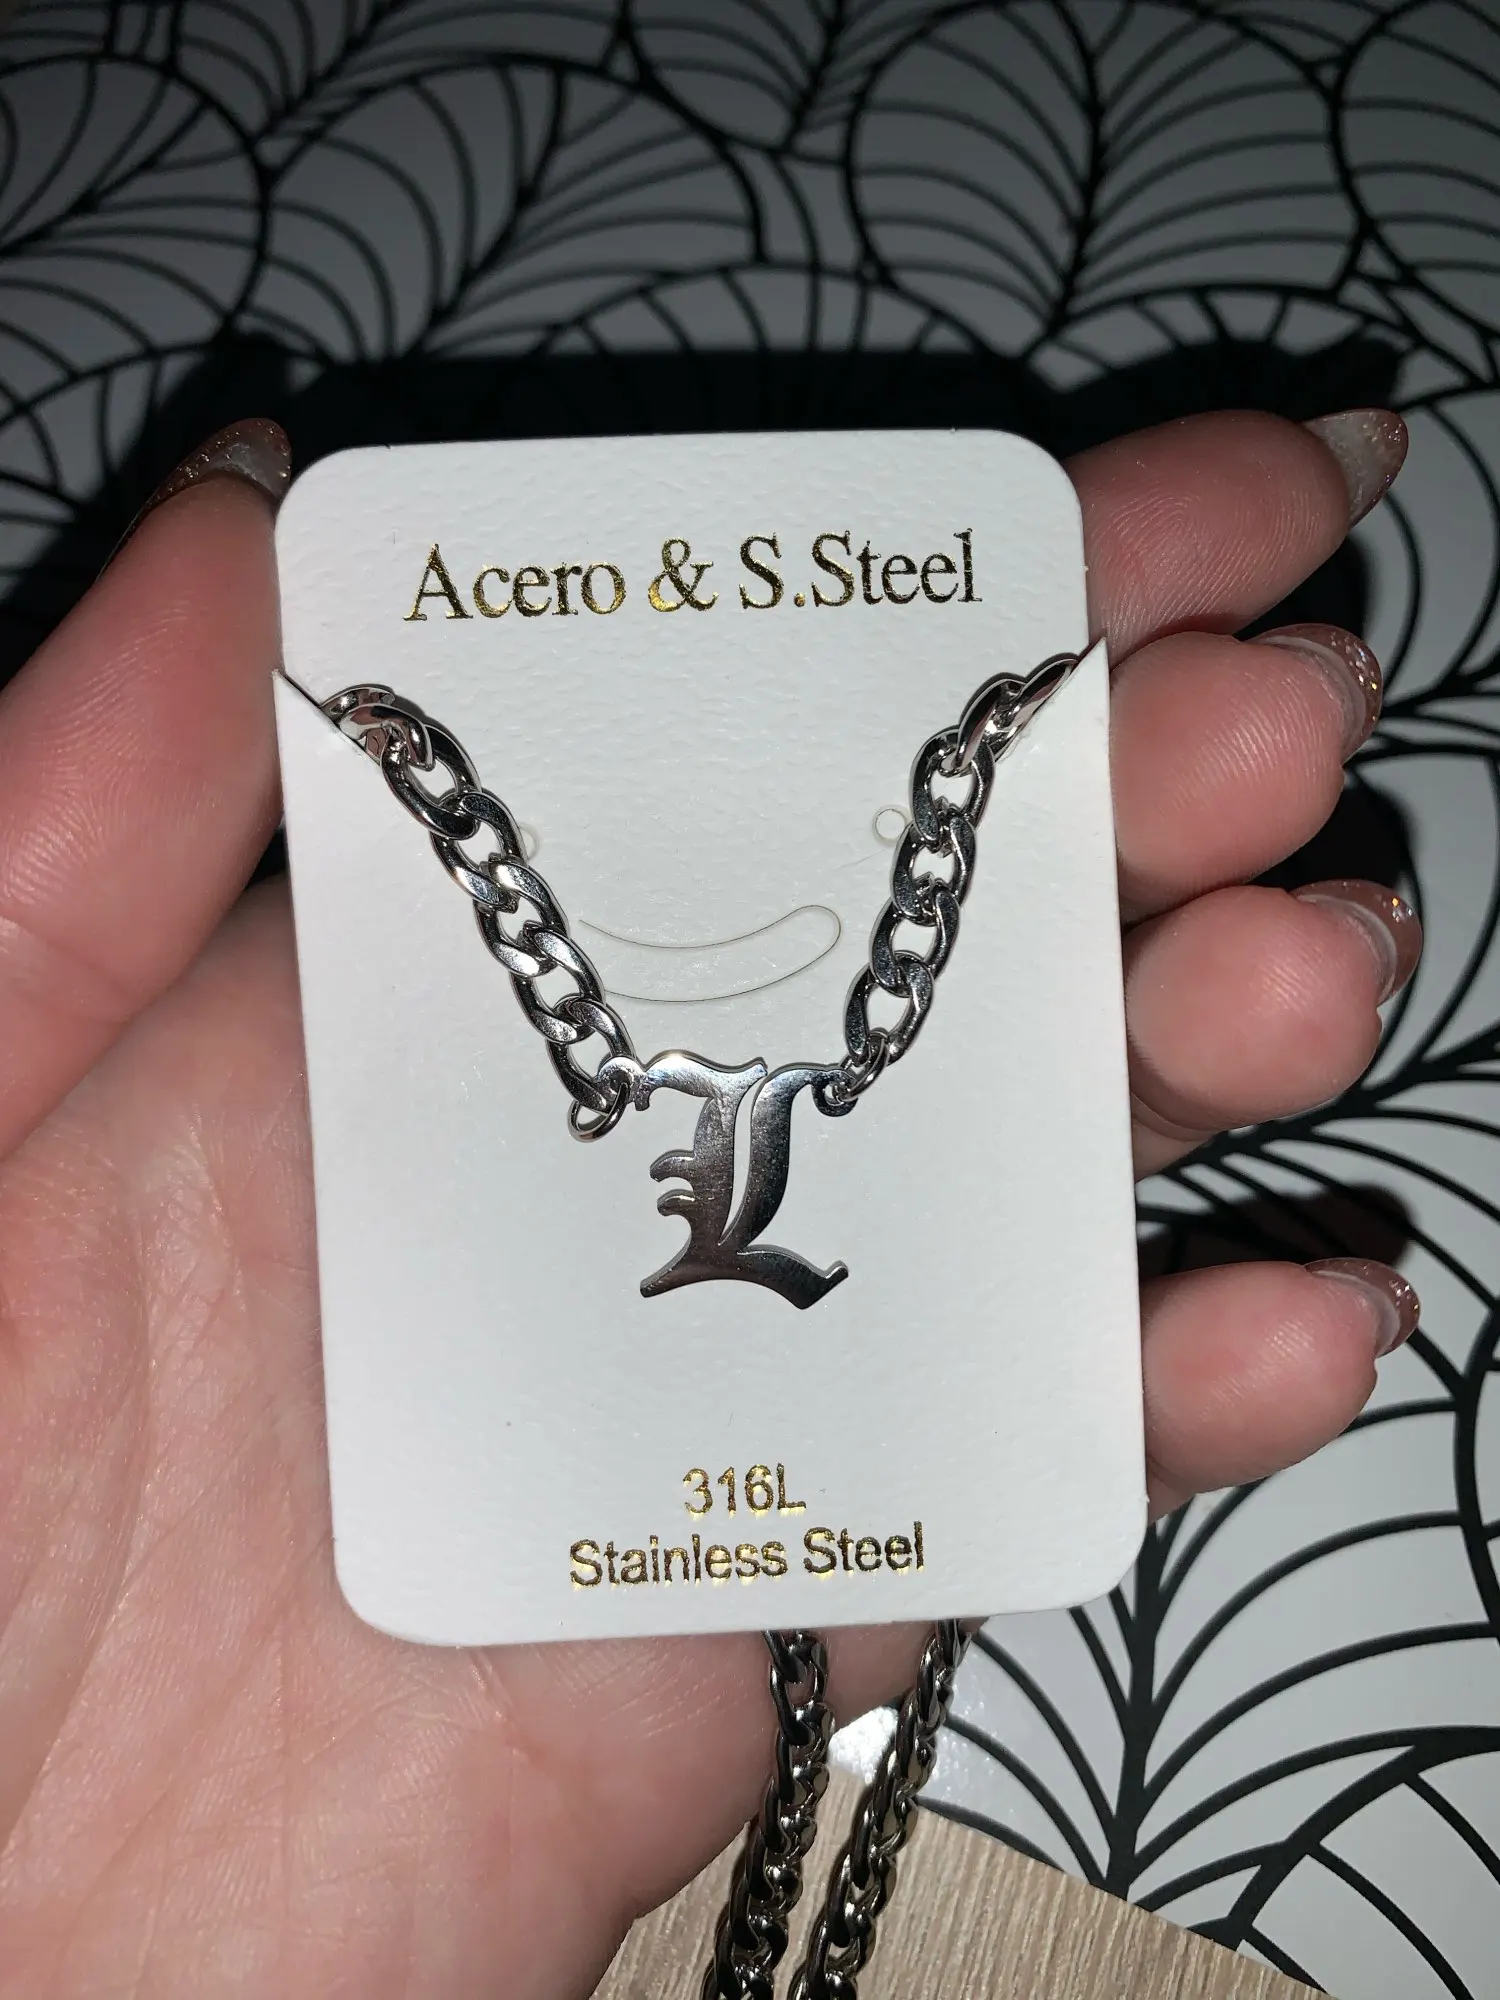 Acero & S.Steel
L
316L
Stainless Steel